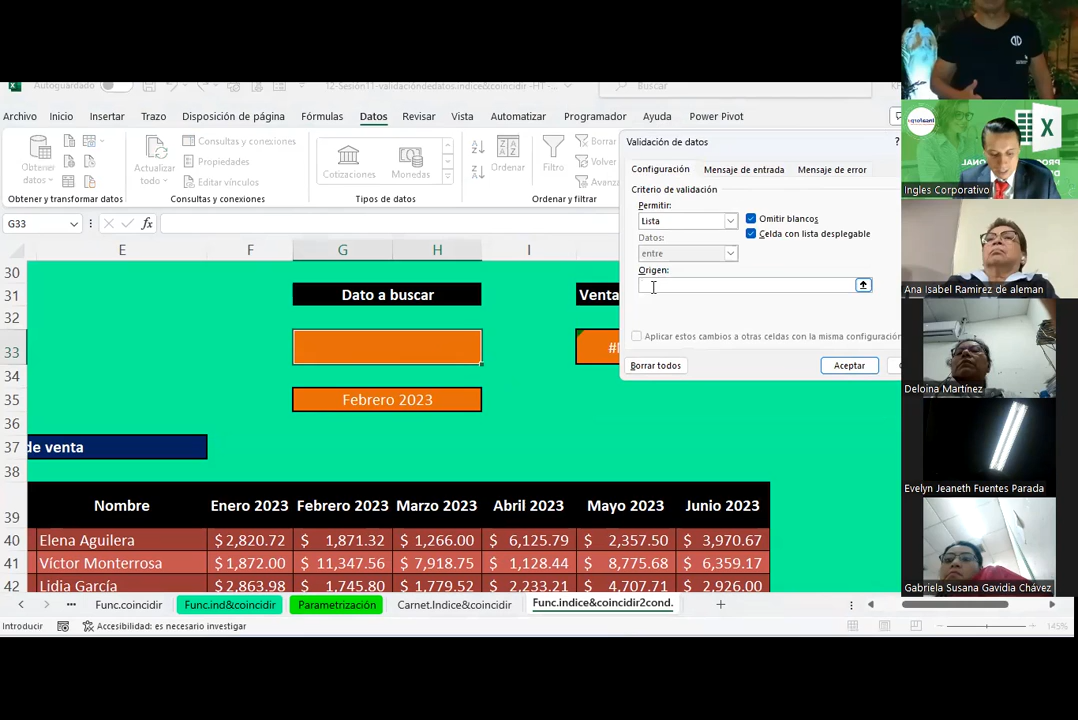 Autoguardado
12-Sesión11-validacióndedatos.indice&coincidir -HT -...
Buscar
Archivo Inicio Insertar Trazo Disposición de página Fórmulas Datos Revisar Vista Automatizar Programador Ayuda Power Pivot
Obtener datos
Actualizar todo
Consultas y conexiones
Propiedades
Editar vínculos
Cotizaciones
Monedas
Ordenar
Borrar
Volver
Avanza
Obtener y transformar datos
Consultas y conexiones
Tipos de datos
Ordenar y filtrar
Validación de datos
?
Configuración
Mensaje de entrada
Mensaje de error
Criterio de validación
Permitir:
Lista
Omitir blancos
Celda con lista desplegable
Datos:
entre
Origen:
Aplicar estos cambios a otras celdas con la misma configuración
Borrar todos
Aceptar
G33
fx
E F G H I
30
31 Dato a buscar Venta
32
33 #
34
35 Febrero 2023
36
37 de venta
38
39 Nombre Enero 2023 Febrero 2023 Marzo 2023 Abril 2023 Mayo 2023 Junio 2023
40 Elena Aguilera $ 2,820.72 $ 1,871.32 $ 1,266.00 $ 6,125.79 $ 2,357.50 $ 3,970.67
41 Víctor Monterrosa $ 1,872.00 $ 11,347.56 $ 7,918.75 $ 1,128.44 $ 8,775.68 $ 6,359.17
42 Lidia García $ 2,863.98 $ 1,745.80 $ 1,779.52 $ 2,233.21 $ 4,707.71 $ 2,926.00
... Func.coincidir Func.ind&coincidir Parametrización Carnet.Indice&coincidir Func.indice&coincidir2cond. +
Introducir
Accesibilidad: es necesario investigar
145%
Ingles Corporativo
Ana Isabel Ramirez de aleman
Deloina Martínez
Evelyn Jeaneth Fuentes Parada
Gabriela Susana Gavidia Chávez